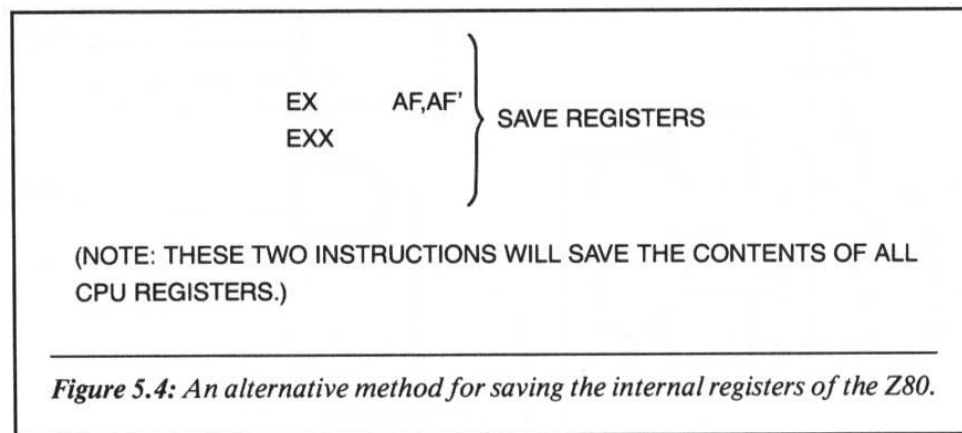 EX AF,AF'
EXX
SAVE REGISTERS
(NOTE: THESE TWO INSTRUCTIONS WILL SAVE THE CONTENTS OF ALL
CPU REGISTERS.)
Figure 5.4: An alternative method for saving the internal registers of the Z80.